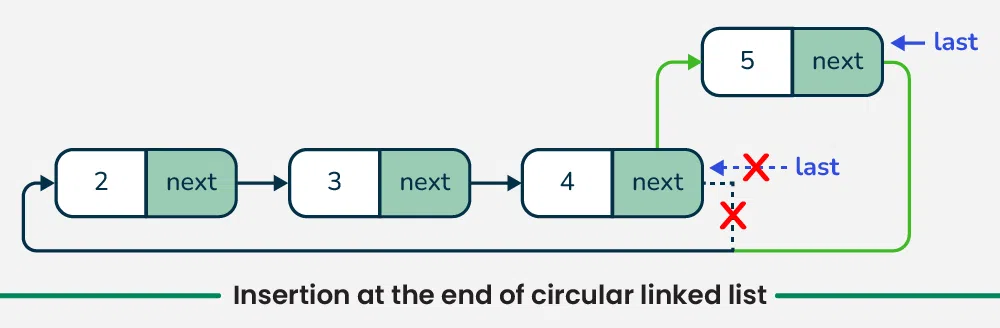 5 next last
2 next 3 next 4 next last
Insertion at the end of circular linked list